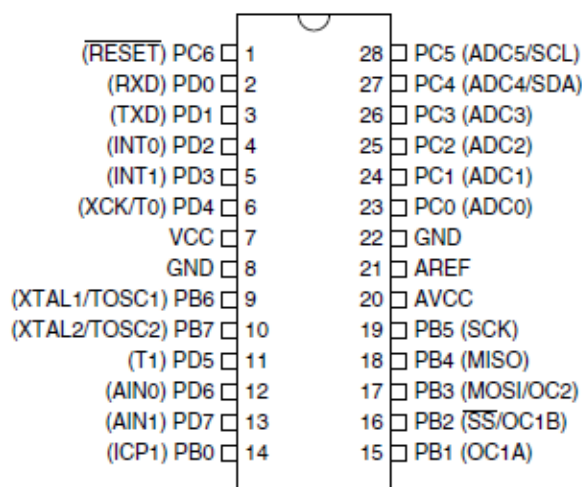 (RESET) PC6 1 28 PC5 (ADC5/SCL)
(RXD) PD0 2 27 PC4 (ADC4/SDA)
(TXD) PD1 3 26 PC3 (ADC3)
(INT0) PD2 4 25 PC2 (ADC2)
(INT1) PD3 5 24 PC1 (ADC1)
(XCK/T0) PD4 6 23 PC0 (ADC0)
VCC 7 22 GND
GND 8 21 AREF
(XTAL1/TOSC1) PB6 9 20 AVCC
(XTAL2/TOSC2) PB7 10 19 PB5 (SCK)
(T1) PD5 11 18 PB4 (MISO)
(AIN0) PD6 12 17 PB3 (MOSI/OC2)
(AIN1) PD7 13 16 PB2 (SS/OC1B)
(ICP1) PB0 14 15 PB1 (OC1A)